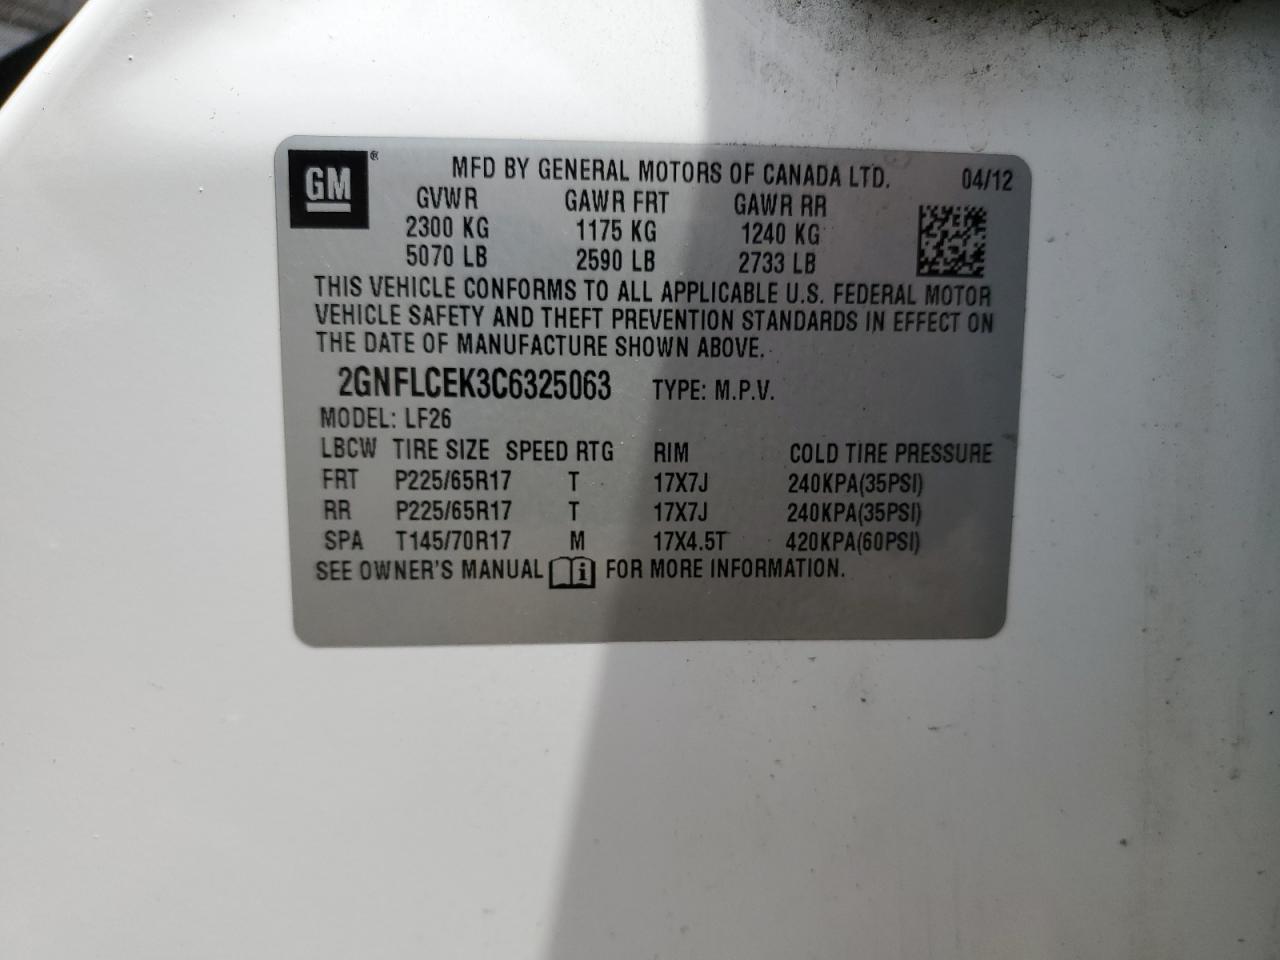 GM® MFD BY GENERAL MOTORS OF CANADA LTD. 04/12
GVWR GAWR FRT GAWR RR
2300 KG 1175 KG 1240 KG
5070 LB 2590 LB 2733 LB
THIS VEHICLE CONFORMS TO ALL APPLICABLE U.S. FEDERAL MOTOR
VEHICLE SAFETY AND THEFT PREVENTION STANDARDS IN EFFECT ON
THE DATE OF MANUFACTURE SHOWN ABOVE.
2GNFLCEK3C6325063 TYPE: M.P.V.
MODEL: LF26
LBCW TIRE SIZE SPEED RTG RIM COLD TIRE PRESSURE
FRT P225/65R17 T 17X7J 240KPA(35PSI)
RR P225/65R17 T 17X7J 240KPA(35PSI)
SPA T145/70R17 M 17X4.5T 420KPA(60PSI)
SEE OWNER'S MANUAL i FOR MORE INFORMATION.